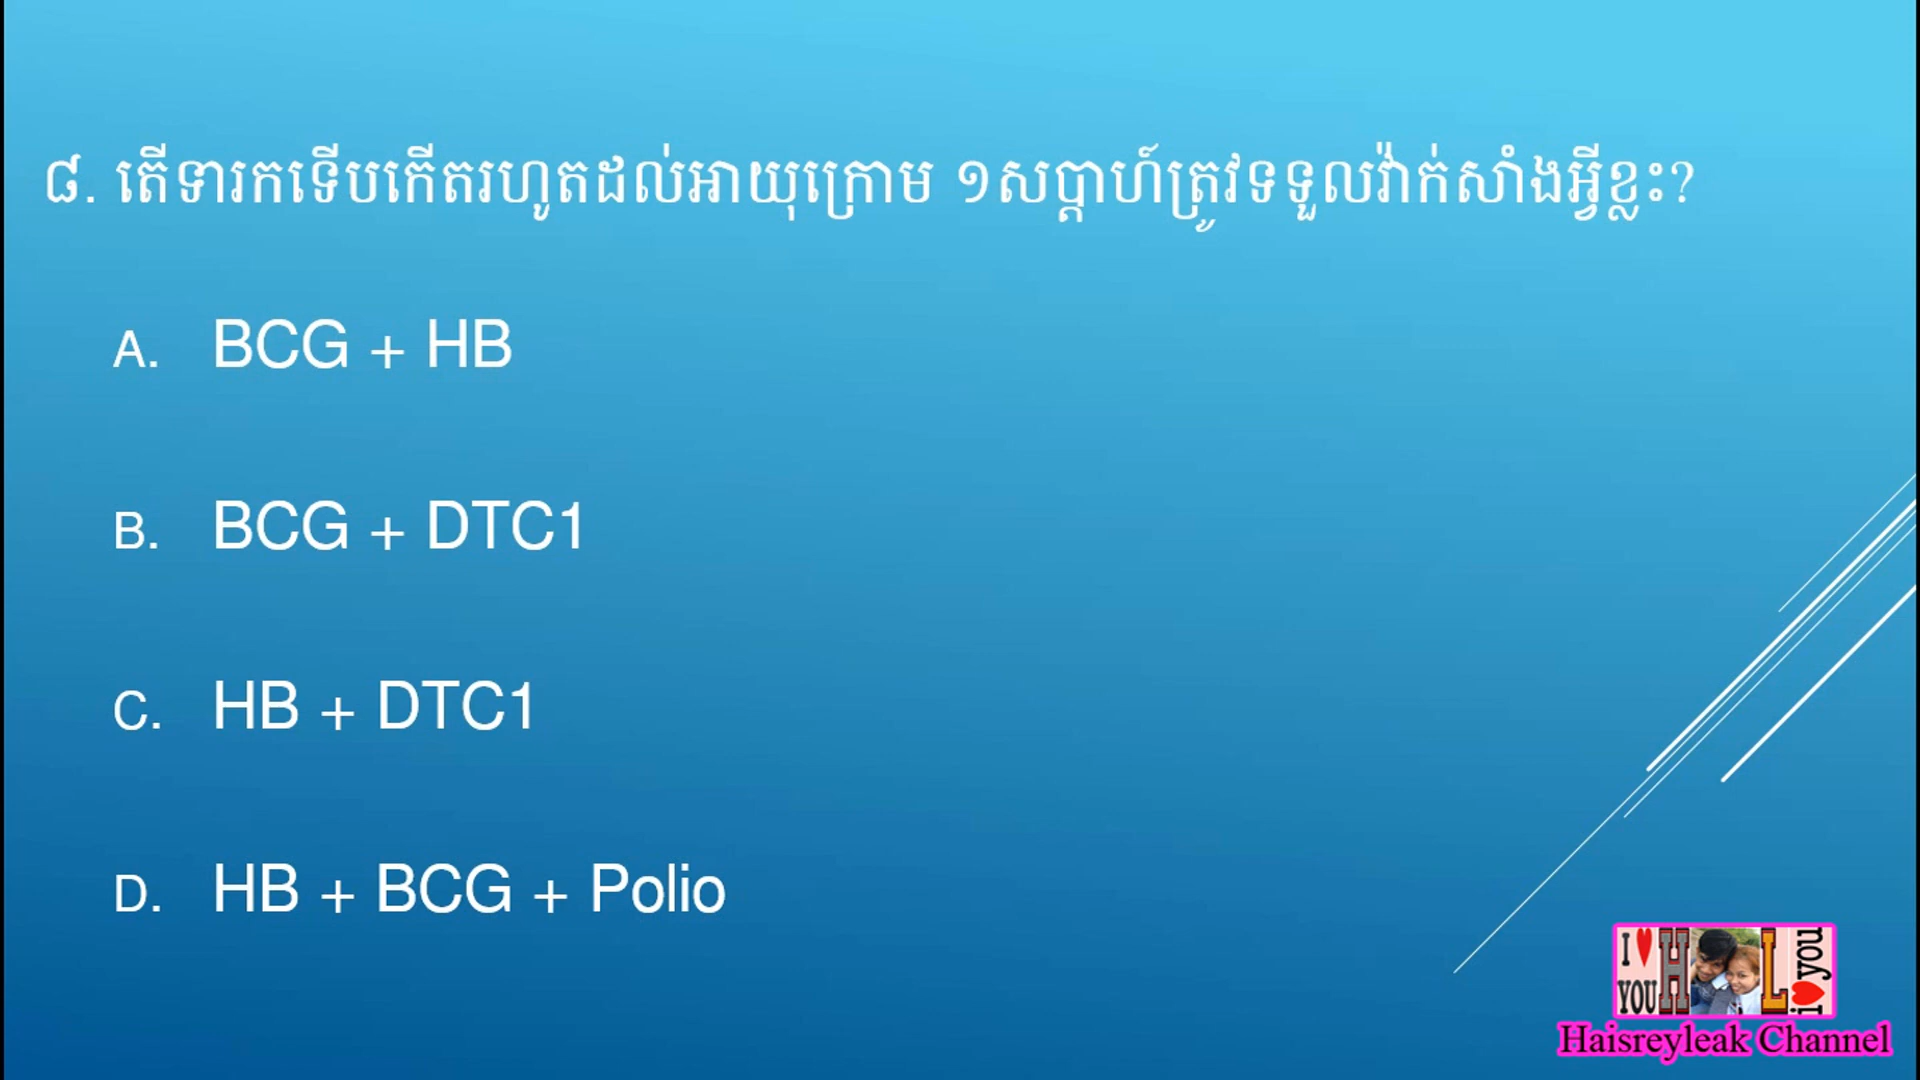 ៨. តើទារកទើបកើតរហូតដល់អាយុក្រោម ១សប្តាហ៍ត្រូវទទួលវ៉ាក់សាំងអ្វីខ្លះ?
A. BCG + HB
B. BCG + DTC1
C. HB + DTC1
D. HB + BCG + Polio
I ♥ YOU H L i ♥ you
Haisreyleak Channel